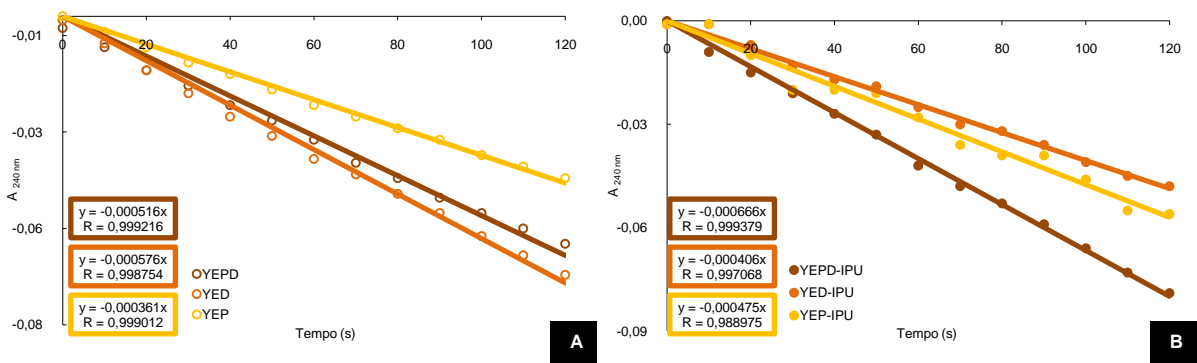 -0,01
-0,03
-0,06
-0,08
A 240 nm
0 20 40 60 80 100 120
y = -0,000516x
R = 0,999216
y = -0,000576x
R = 0,998754
y = -0,000361x
R = 0,999012
YEPD
YED
YEP
Tempo (s)
A
0,00
-0,03
-0,06
-0,09
A 240 nm
0 20 40 60 80 100 120
y = -0,000666x
R = 0,999379
y = -0,000406x
R = 0,997068
y = -0,000475x
R = 0,988975
YEPD-IPU
YED-IPU
YEP-IPU
Tempo (s)
B